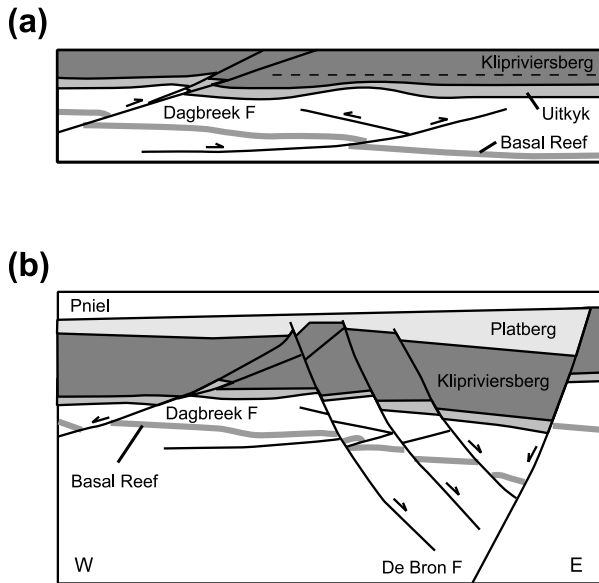 (a)
Klipriviersberg
Dagbreek F
Uitkyk
Basal Reef
(b)
Pniel
Platberg
Klipriviersberg
Dagbreek F
Basal Reef
W
De Bron F
E